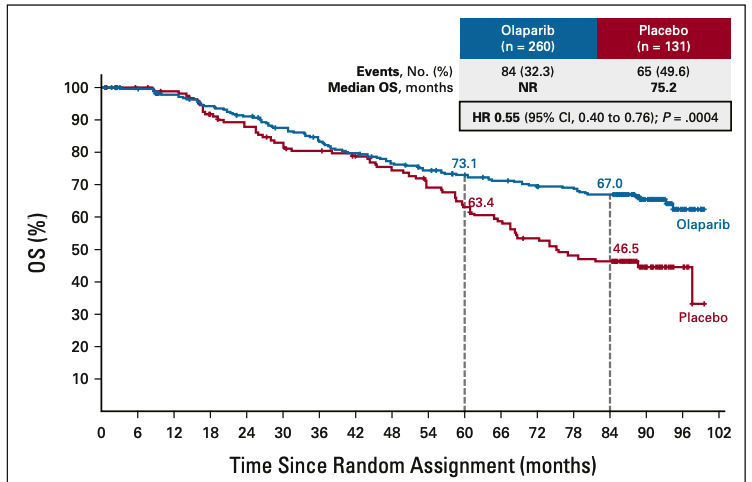 Olaparib Placebo
(n = 260) (n = 131)
Events, No. (%) 84 (32.3) 65 (49.6)
Median OS, months NR 75.2
HR 0.55 (95% CI, 0.40 to 0.76); P = .0004
OS (%)
100
90
80
70
60
50
40
30
20
10
73.1
67.0
63.4
46.5
Olaparib
Placebo
0 6 12 18 24 30 36 42 48 54 60 66 72 78 84 90 96 102
Time Since Random Assignment (months)